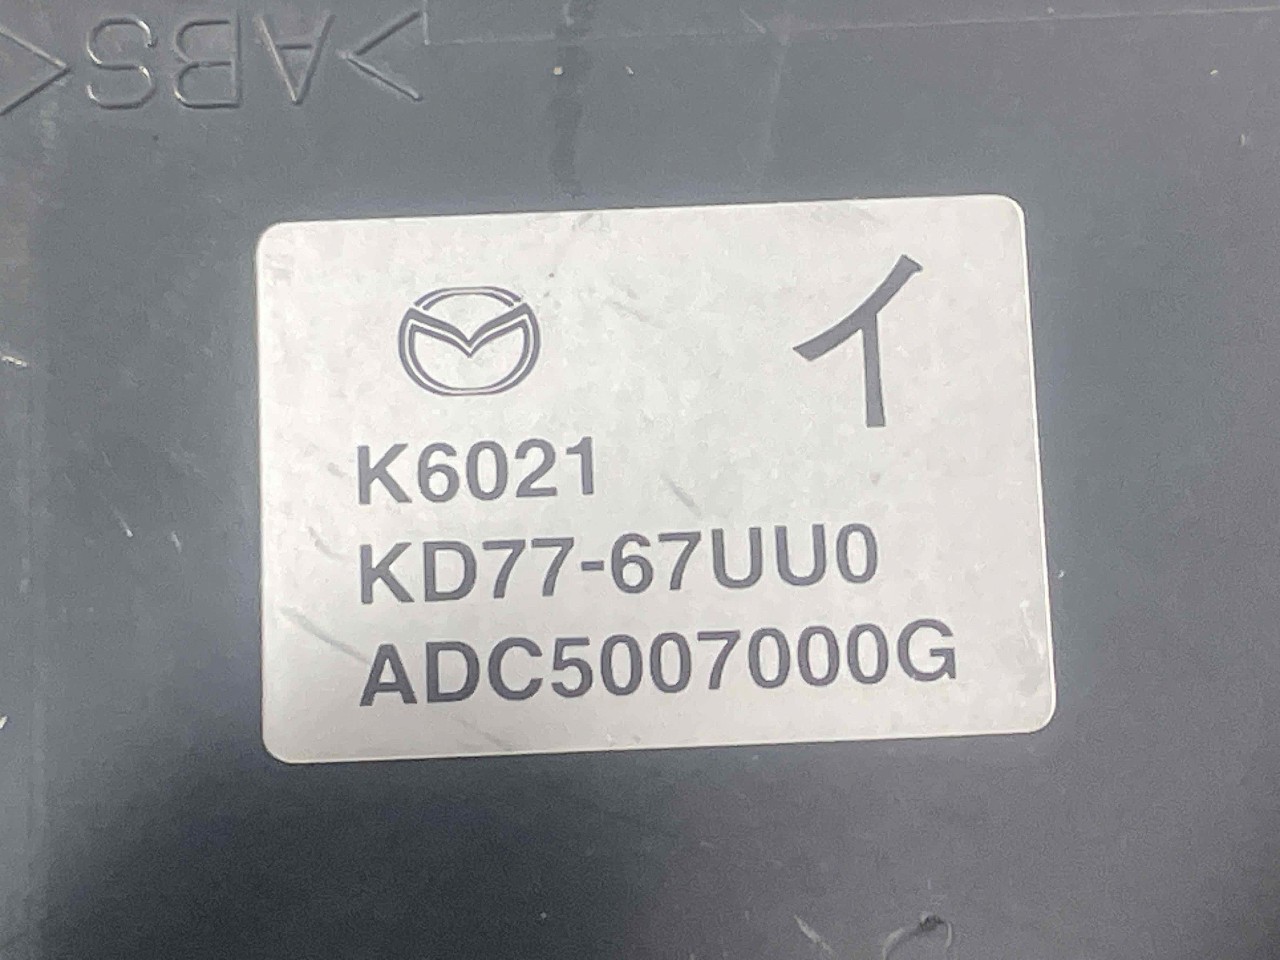 >ABS<
イ
K6021
KD77-67UU0
ADC5007000G